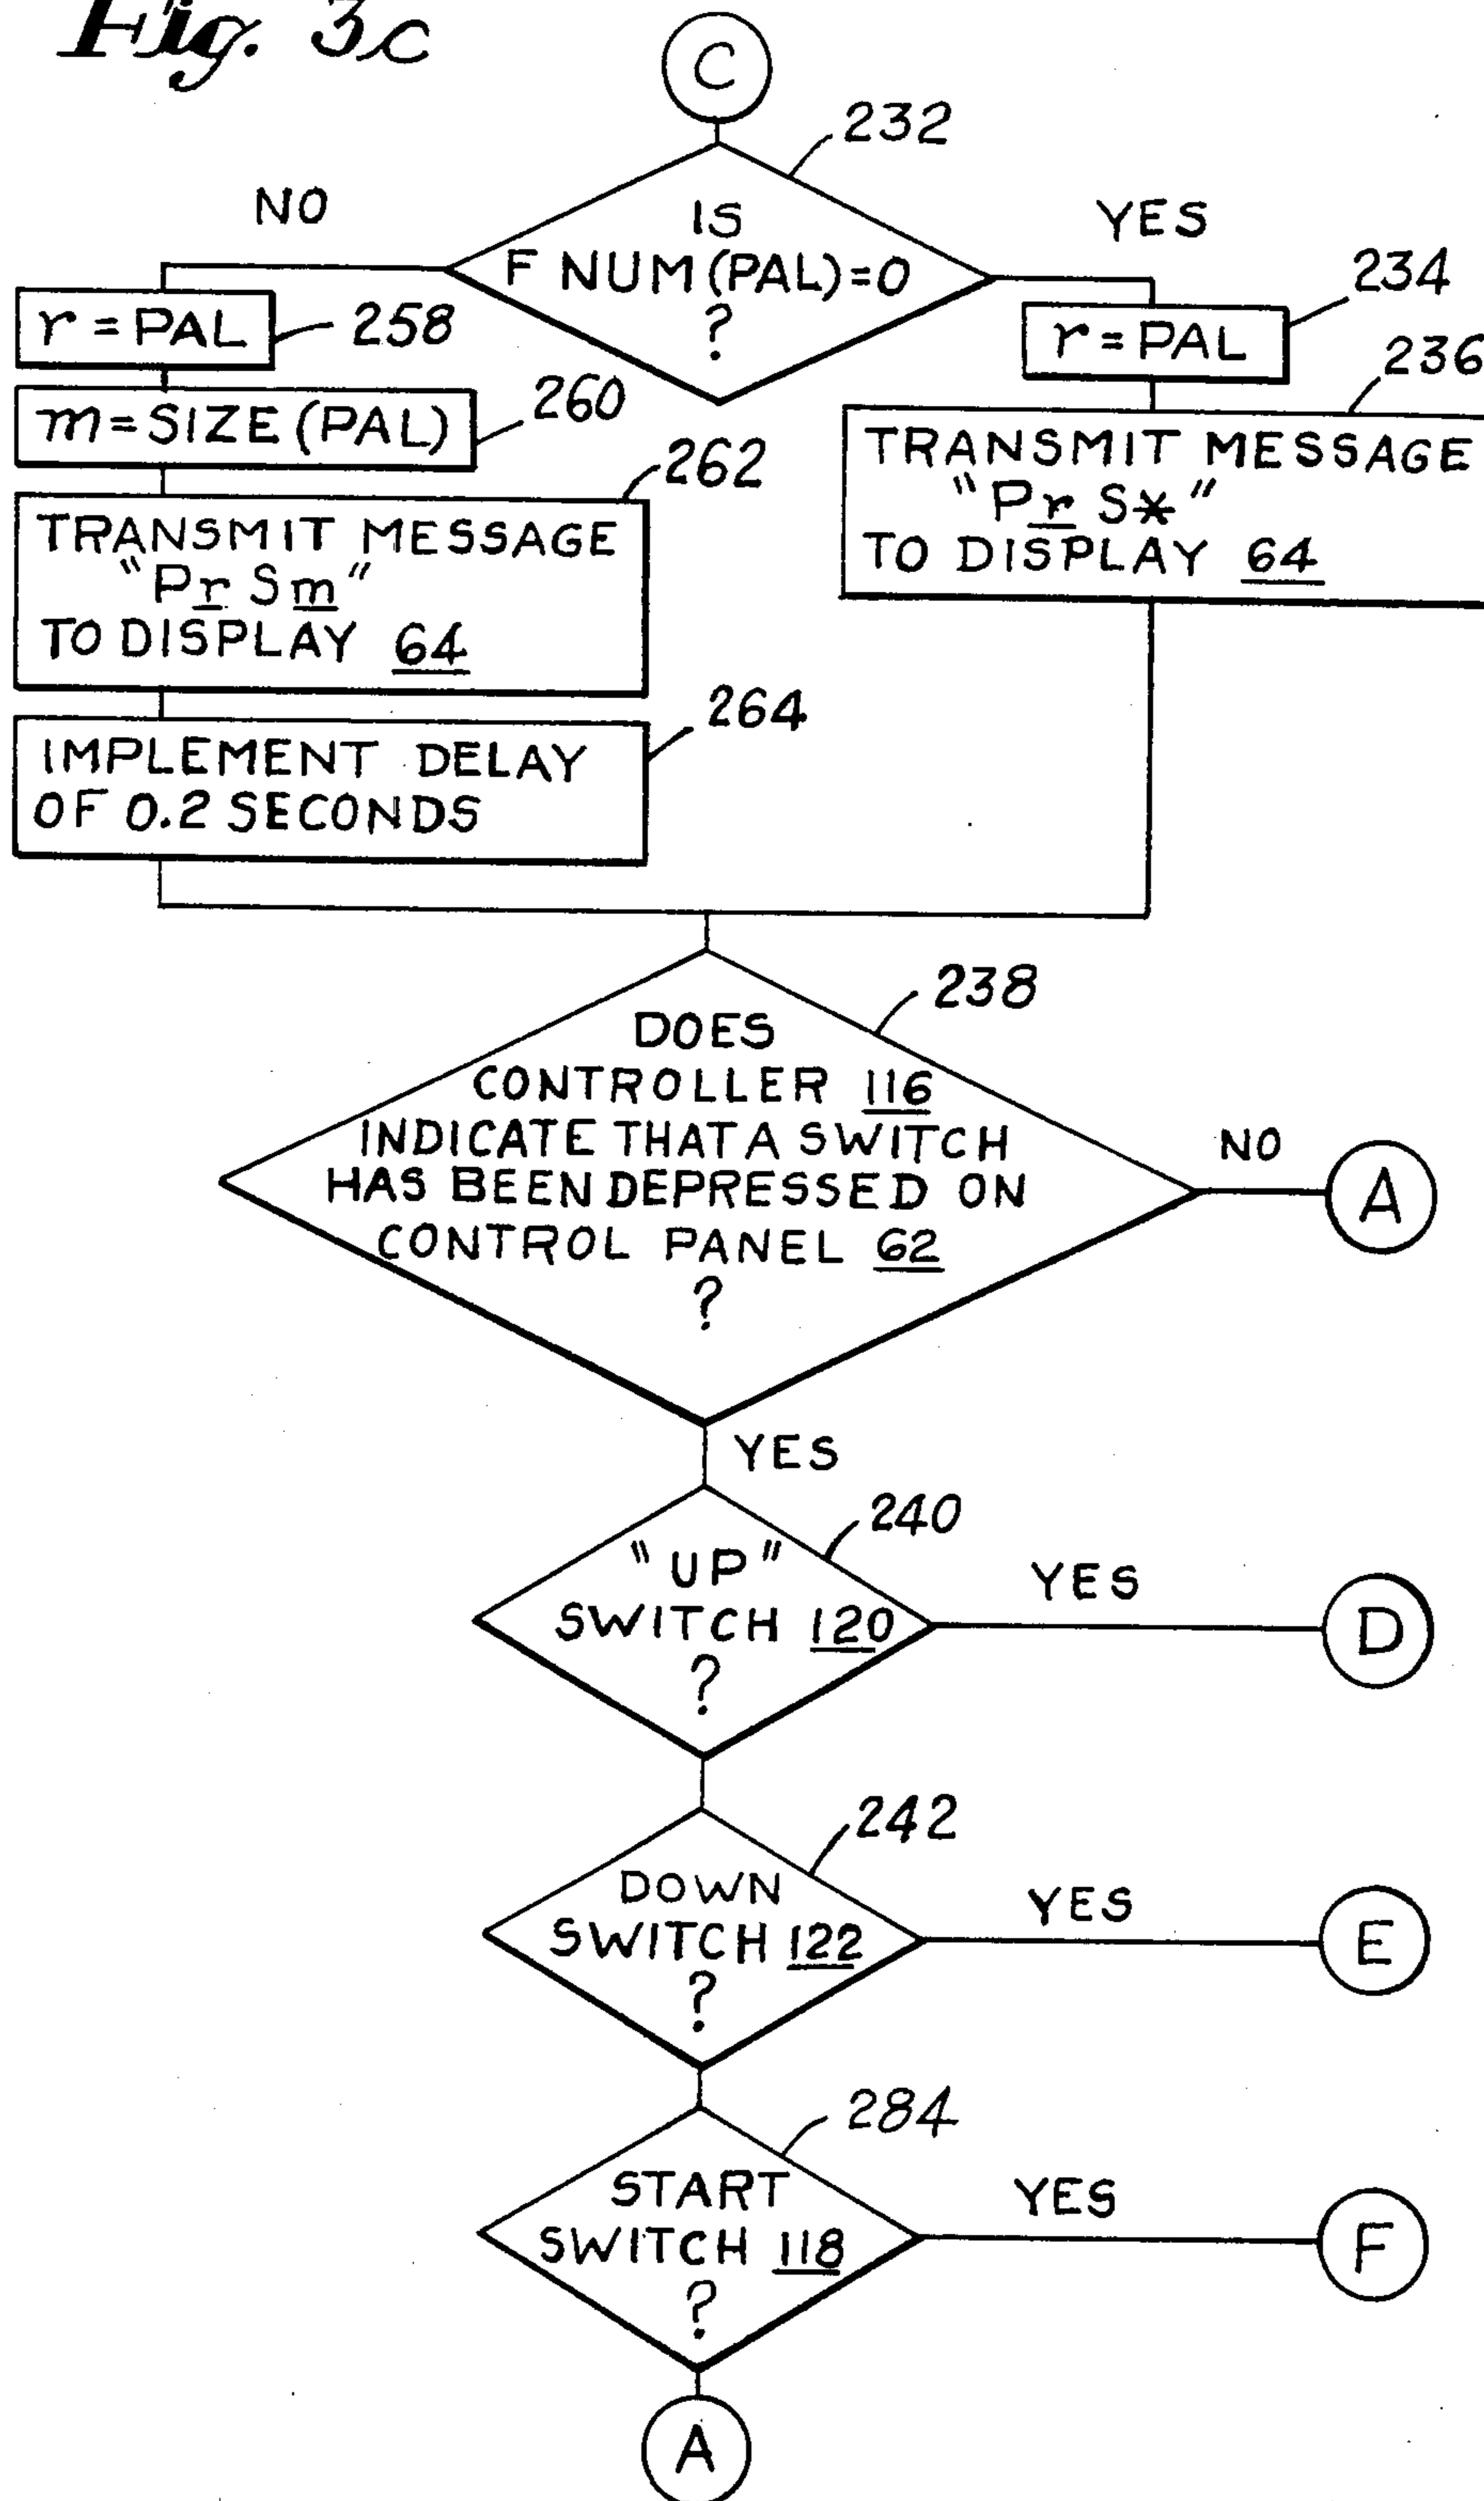 Fig. 3c
C
232
NO
IS
F NUM (PAL)=0
?
YES
234
r = PAL
258
r = PAL
236
m = SIZE (PAL)
260
TRANSMIT MESSAGE
"Pr S*"
TO DISPLAY 64
262
TRANSMIT MESSAGE
"Pr Sm"
TO DISPLAY 64
264
IMPLEMENT DELAY
OF 0.2 SECONDS
238
DOES
CONTROLLER 116
INDICATE THAT A SWITCH
HAS BEEN DEPRESSED ON
CONTROL PANEL 62
?
NO
A
YES
240
"UP"
SWITCH 120
?
YES
D
242
DOWN
SWITCH 122
?
YES
E
284
START
SWITCH 118
?
YES
F
A